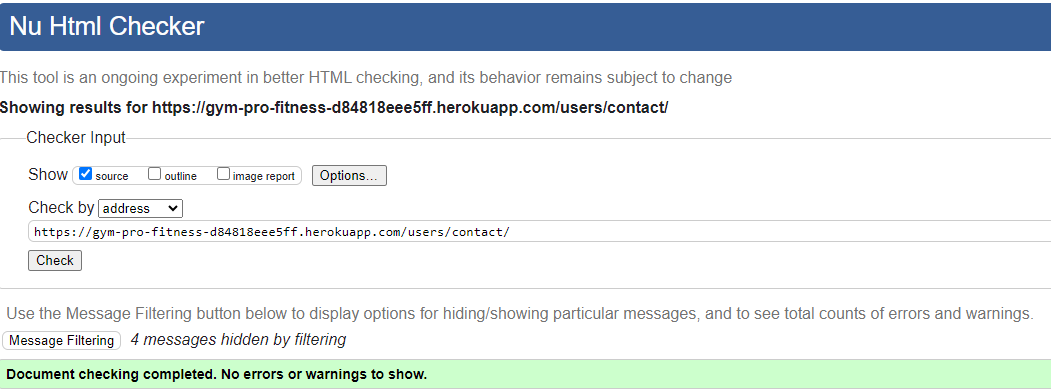 Nu Html Checker
This tool is an ongoing experiment in better HTML checking, and its behavior remains subject to change
Showing results for https://gym-pro-fitness-d84818eee5ff.herokuapp.com/users/contact/
Checker Input
Show source outline image report Options...
Check by address
https://gym-pro-fitness-d84818eee5ff.herokuapp.com/users/contact/
Check
Use the Message Filtering button below to display options for hiding/showing particular messages, and to see total counts of errors and warnings.
Message Filtering 4 messages hidden by filtering
Document checking completed. No errors or warnings to show.